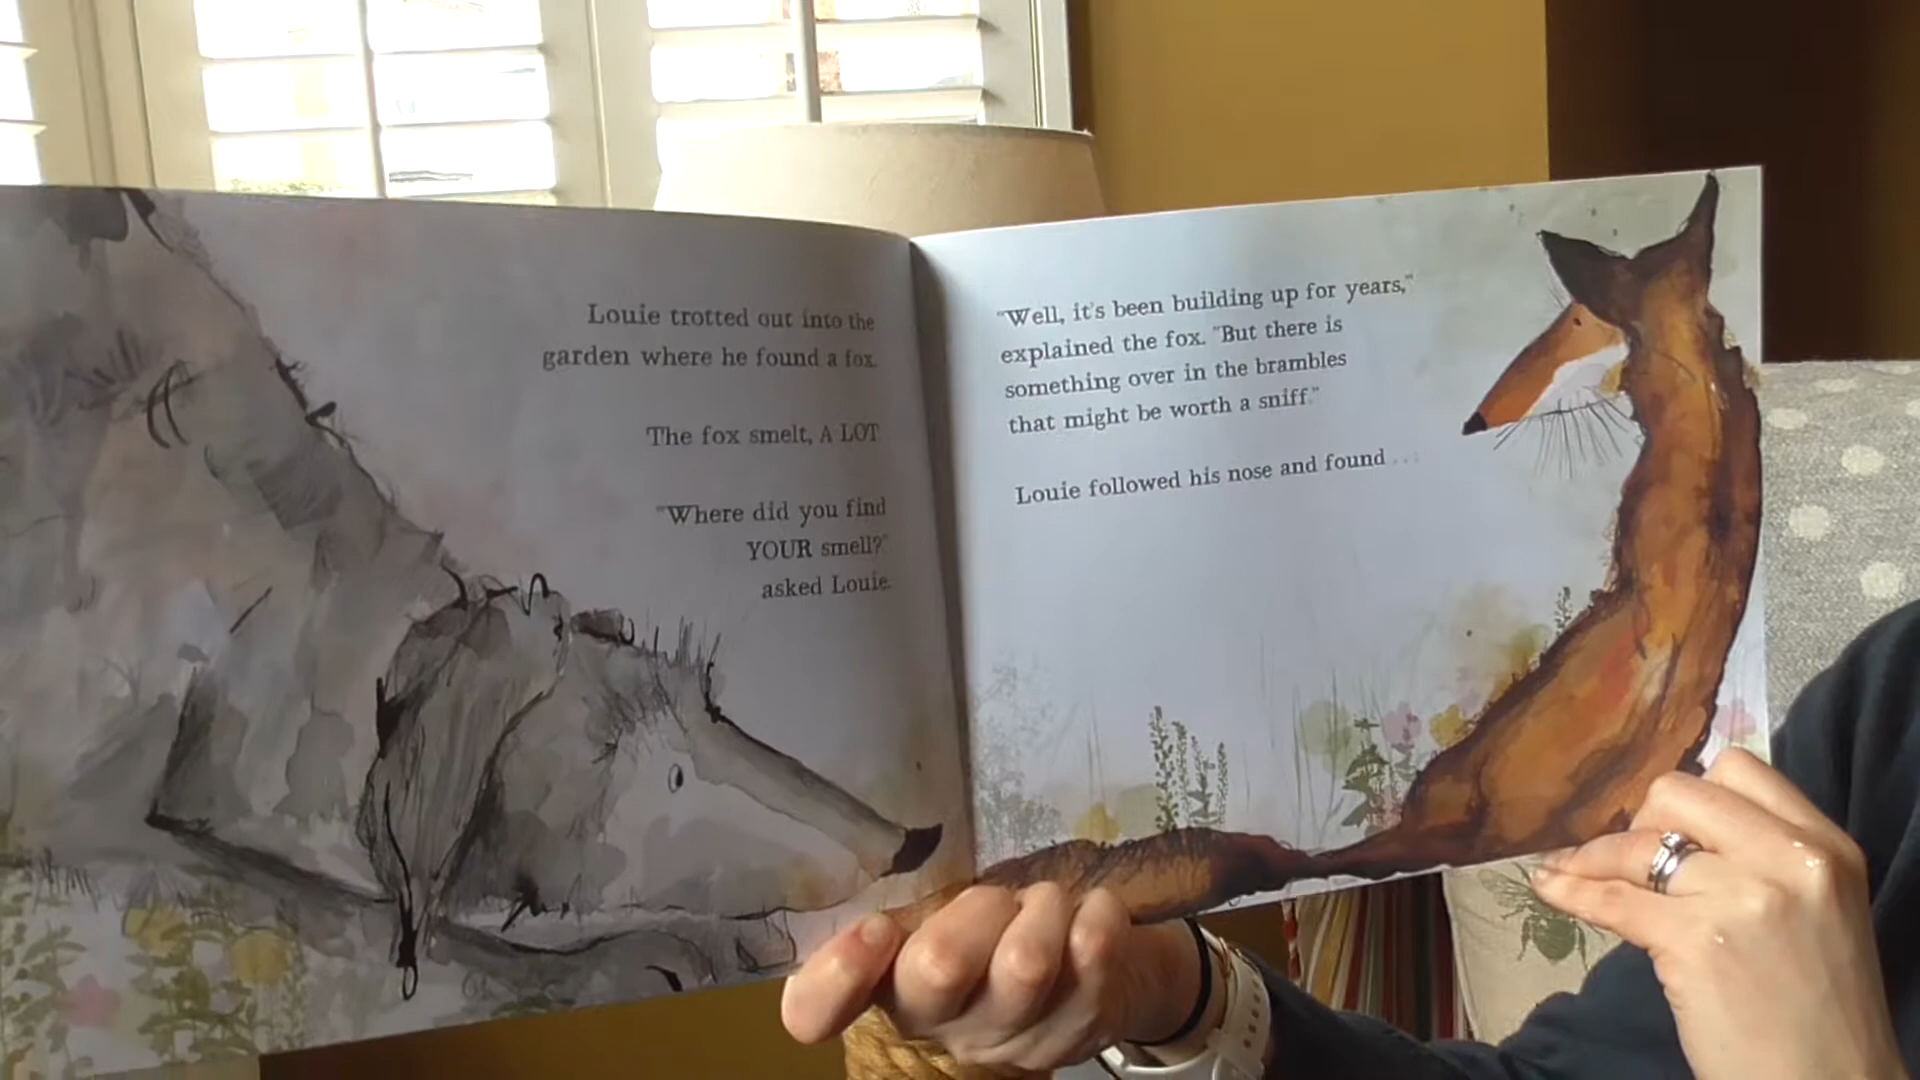 Louie trotted out into the
garden where he found a fox.
The fox smelt, A LOT.
"Where did you find
YOUR smell?"
asked Louie.
"Well, it's been building up for years,"
explained the fox. "But there is
something over in the brambles
that might be worth a sniff."
Louie followed his nose and found . . .